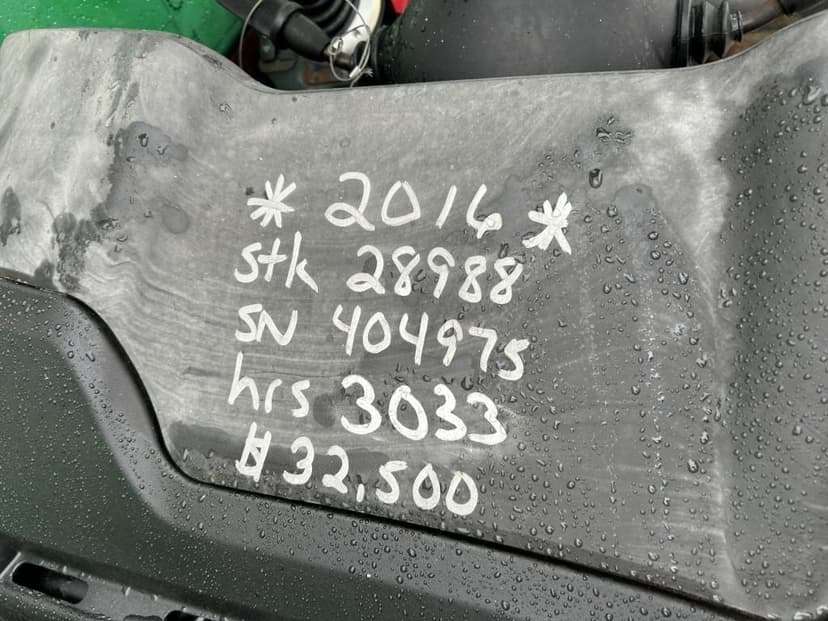 * 2016 *
stk 28988
SN 404975
hrs 3033
$32,500